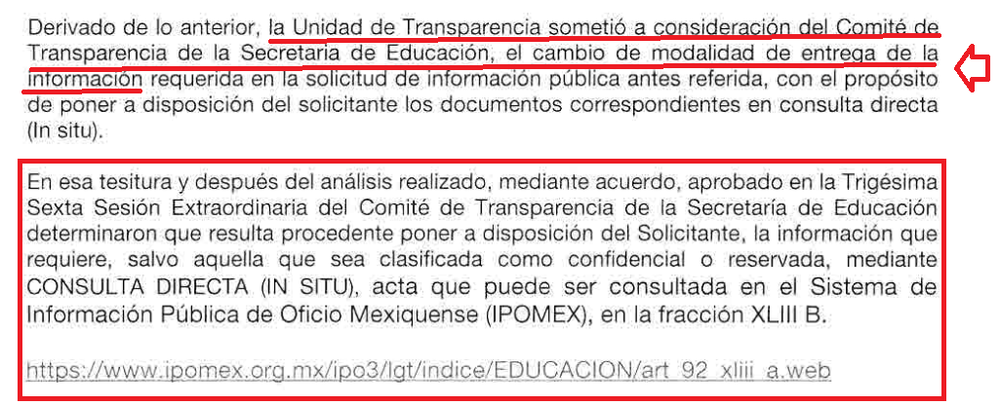 Derivado de lo anterior, la Unidad de Transparencia sometió a consideración del Comité de
Transparencia de la Secretaría de Educación, el cambio de modalidad de entrega de la
información requerida en la solicitud de información pública antes referida, con el propósito
de poner a disposición del solicitante los documentos correspondientes en consulta directa
(In situ).
En esa tesitura y después del análisis realizado, mediante acuerdo, aprobado en la Trigésima
Sexta Sesión Extraordinaria del Comité de Transparencia de la Secretaría de Educación
determinaron que resulta procedente poner a disposición del Solicitante, la información que
requiere, salvo aquella que sea clasificada como confidencial o reservada, mediante
CONSULTA DIRECTA (IN SITU), acta que puede ser consultada en el Sistema de
Información Pública de Oficio Mexiquense (IPOMEX), en la fracción XLIII B.
https://www.ipomex.org.mx/ipo3/lgt/indice/EDUCACION/art_92_xliii_a.web